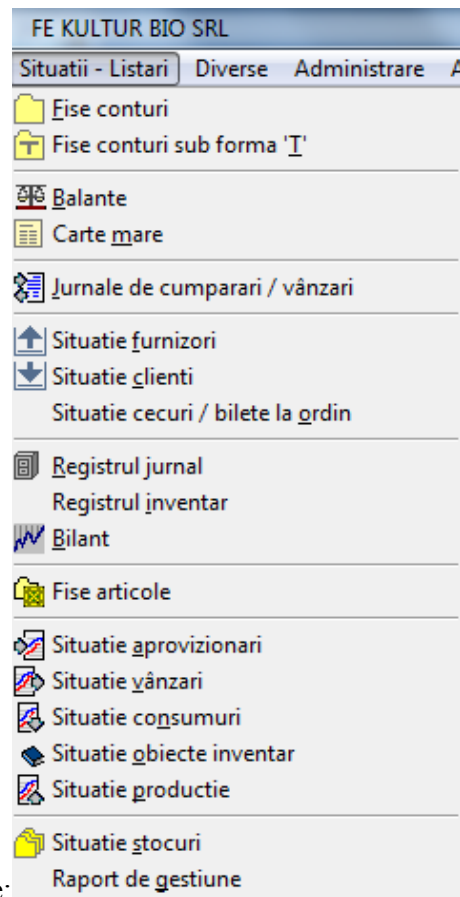 FE KULTUR BIO SRL
Situatii - Listari Diverse Administrare A
Fise conturi
Fise conturi sub forma 'T'
Balante
Carte mare
Jurnale de cumparari / vânzari
Situatie furnizori
Situatie clienti
Situatie cecuri / bilete la ordin
Registrul jurnal
Registrul inventar
Bilant
Fise articole
Situatie aprovizionari
Situatie vânzari
Situatie consumuri
Situatie obiecte inventar
Situatie productie
Situatie stocuri
Raport de gestiune